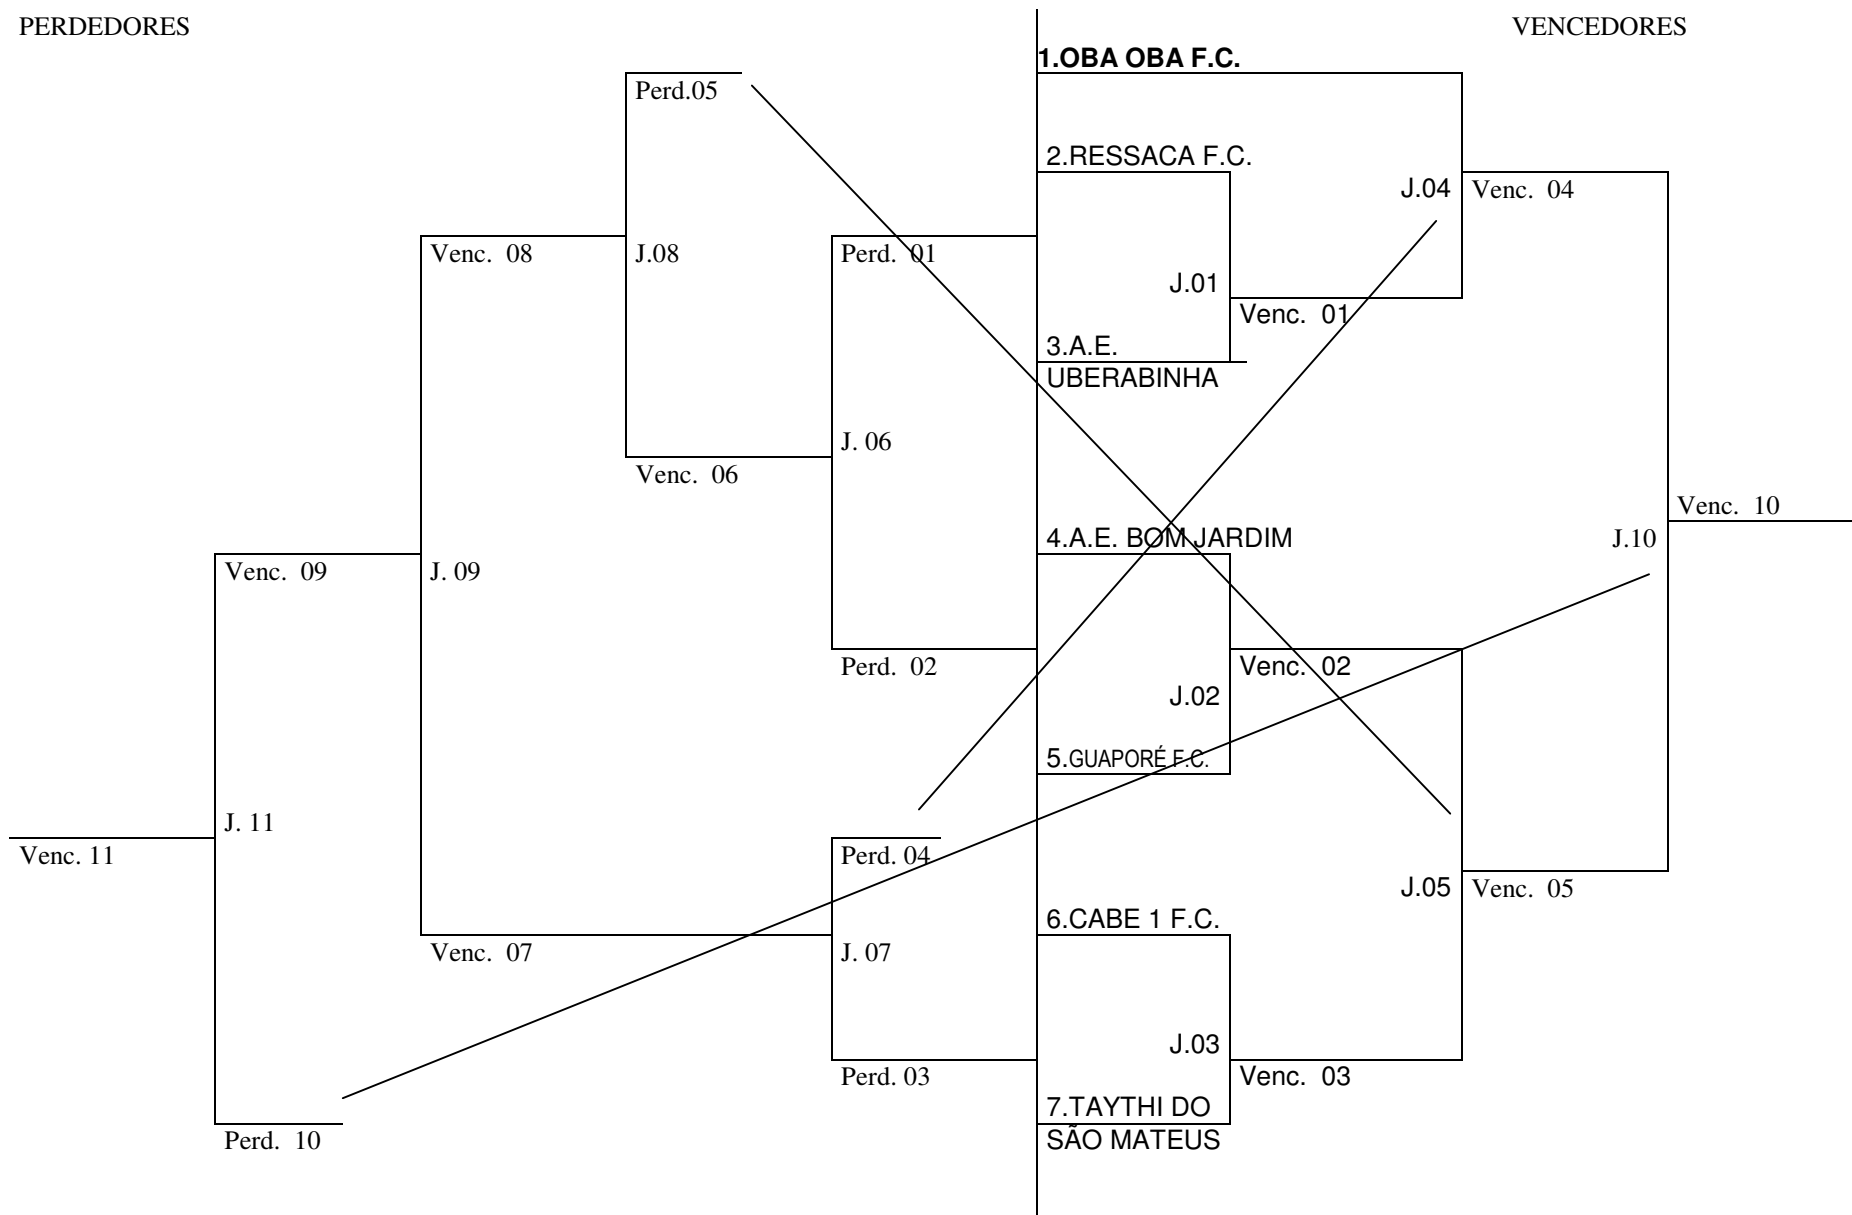 PERDEDORES
VENCEDORES
1.OBA OBA F.C.
Perd.05
2.RESSACA F.C.
J.04
Venc. 04
Venc. 08
J.08
Perd. 01
J.01
Venc. 01
3.A.E.
UBERABINHA
J. 06
Venc. 06
Venc. 10
4.A.E. BOM JARDIM
J.10
Venc. 09
J. 09
Perd. 02
Venc. 02
J.02
5.GUAPORÉ F.C.
J. 11
Venc. 11
Perd. 04
J.05
Venc. 05
6.CABE 1 F.C.
Venc. 07
J. 07
J.03
Perd. 03
Venc. 03
7.TAYTHI DO
SÃO MATEUS
Perd. 10